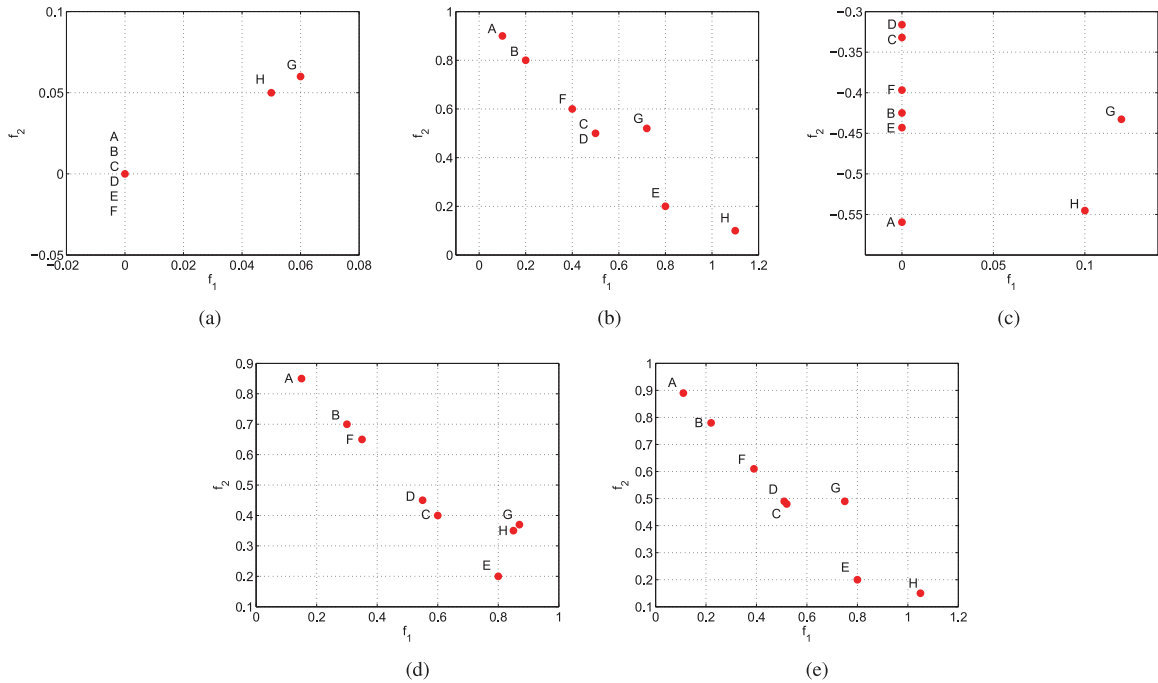 0.1
0.05
0
−0.05
f2
G
H
A
B
C
D
E
F
−0.02 0 0.02 0.04 0.06 0.08
f1
(a)
1
0.8
0.6
0.4
0.2
0
f2
A
B
F
C
D
G
E
H
0 0.2 0.4 0.6 0.8 1 1.2
f1
(b)
−0.3
−0.35
−0.4
−0.45
−0.5
−0.55
f2
D
C
F
B
E
A
G
H
0 0.05 0.1
f1
(c)
0.9
0.8
0.7
0.6
0.5
0.4
0.3
0.2
0.1
f2
A
B
F
D
C
G
H
E
0 0.2 0.4 0.6 0.8 1
f1
(d)
1
0.9
0.8
0.7
0.6
0.5
0.4
0.3
0.2
0.1
f2
A
B
F
D
C
G
E
H
0 0.2 0.4 0.6 0.8 1 1.2
f1
(e)